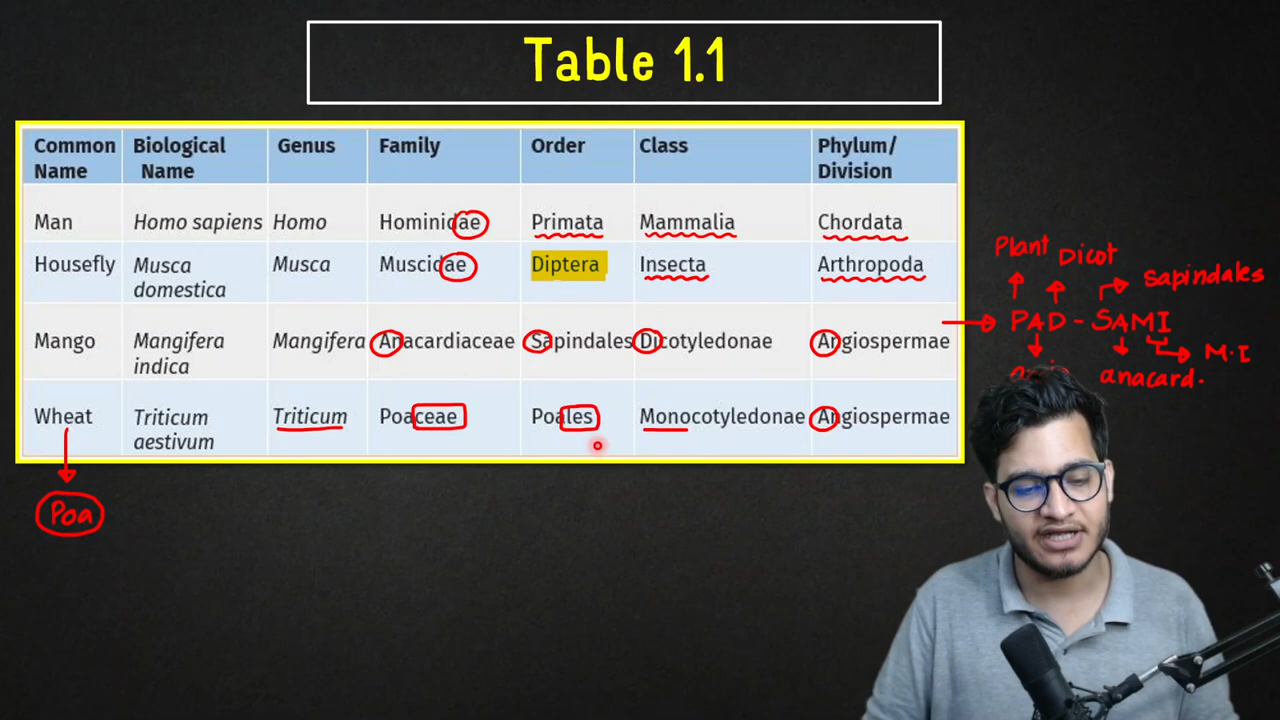 Table 1.1
Common Name Biological Name Genus Family Order Class Phylum/ Division
Man Homo sapiens Homo Hominidae Primata Mammalia Chordata
Housefly Musca domestica Musca Muscidae Diptera Insecta Arthropoda
Mango Mangifera indica Mangifera Anacardiaceae Sapindales Dicotyledonae Angiospermae
Wheat Triticum aestivum Triticum Poaceae Poales Monocotyledonae Angiospermae
Poa
Plant Dicot
Sapindales
PAD - SAMI
M.I
anacard.